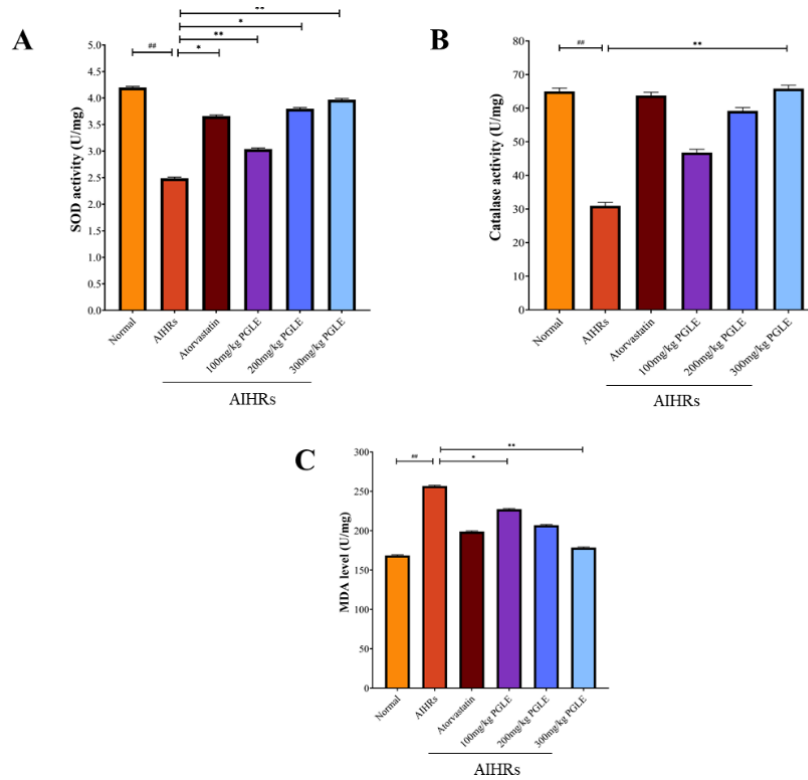 A
**
*
**
##
*
SOD activity (U/mg)
5.0
4.5
4.0
3.5
3.0
2.5
2.0
1.5
1.0
0.5
0.0
Normal
AIHRs
Atorvastatin
100mg/kg PGLE
200mg/kg PGLE
300mg/kg PGLE
AIHRs
B
##
**
Catalase activity (U/mg)
80
70
60
50
40
30
20
10
0
Normal
AIHRs
Atorvastatin
100mg/kg PGLE
200mg/kg PGLE
300mg/kg PGLE
AIHRs
C
**
##
*
MDA level (U/mg)
300
250
200
150
100
50
0
Normal
AIHRs
Atorvastatin
100mg/kg PGLE
200mg/kg PGLE
300mg/kg PGLE
AIHRs